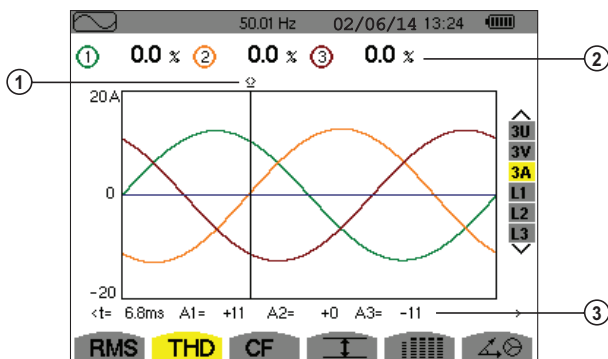 50.01 Hz 02/06/14 13:24
1 0.0 % 2 0.0 % 3 0.0 %
2
1
20A
0
-20
3U
3V
3A
L1
L2
L3
<t= 6.8ms A1= +11 A2= +0 A3= -11 >
3
RMS THD CF